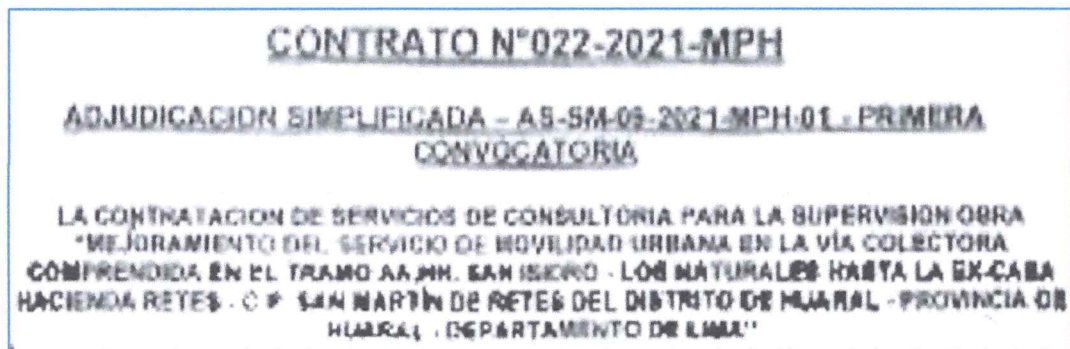 CONTRATO N°022-2021-MPH
ADJUDICACION SIMPLIFICADA – AS-SM-09-2021-MPH-01 - PRIMERA
CONVOCATORIA
LA CONTRATACION DE SERVICIOS DE CONSULTORIA PARA LA SUPERVISION OBRA
"MEJORAMIENTO DEL SERVICIO DE MOVILIDAD URBANA EN LA VÍA COLECTORA
COMPRENDIDA EN EL TRAMO AA.HH. SAN ISIDRO - LOS NATURALES HASTA LA EX-CASA
HACIENDA RETES - C.P. SAN MARTÍN DE RETES DEL DISTRITO DE HUARAL - PROVINCIA DE
HUARAL - DEPARTAMENTO DE LIMA"